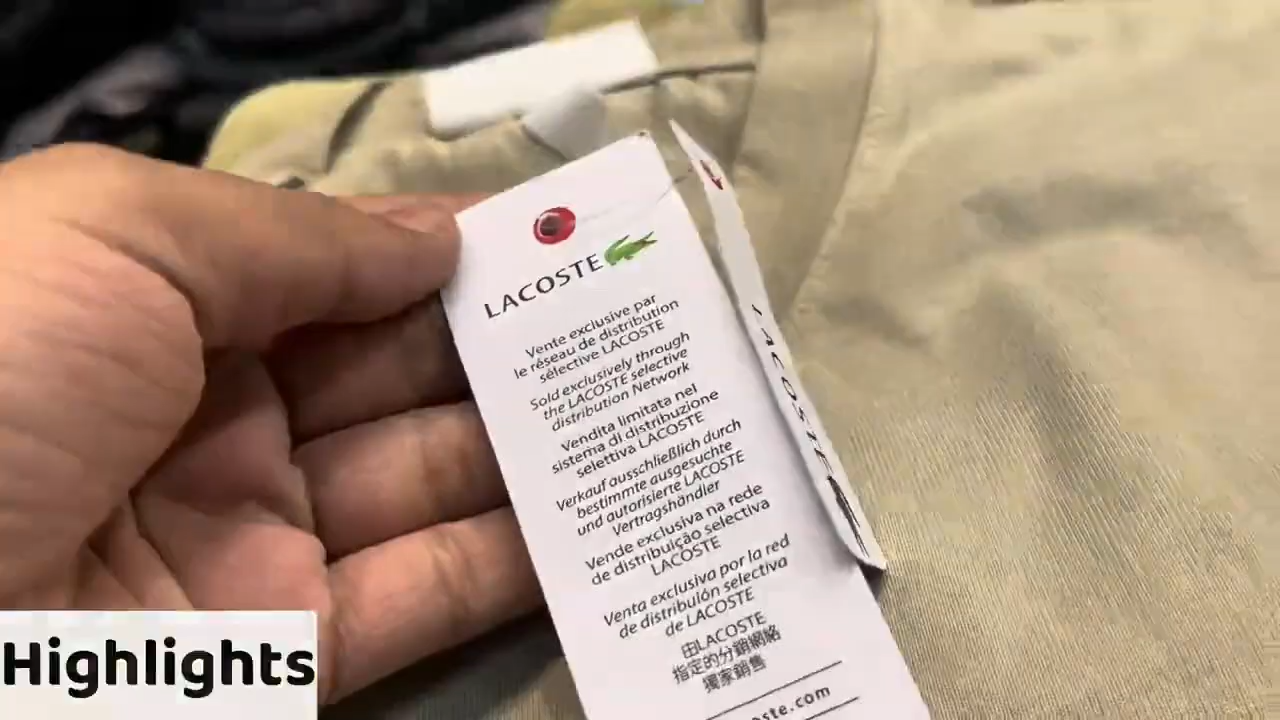 LACOSTE
Vente exclusive par
le réseau de distribution
sélective LACOSTE
Sold exclusively through
the LACOSTE selective
distribution Network
Vendita limitata nel
sistema di distribuzione
selettiva LACOSTE
Verkauf ausschließlich durch
bestimmte ausgesuchte
und autorisierte LACOSTE
Vertragshändler
Vende exclusiva na rede
de distribuição selectiva
LACOSTE
Venta exclusiva por la red
de distribulón selectiva
de LACOSTE
由LACOSTE
指定的分銷網絡
獨家銷售
oste.com
LACOSTE
Highlights